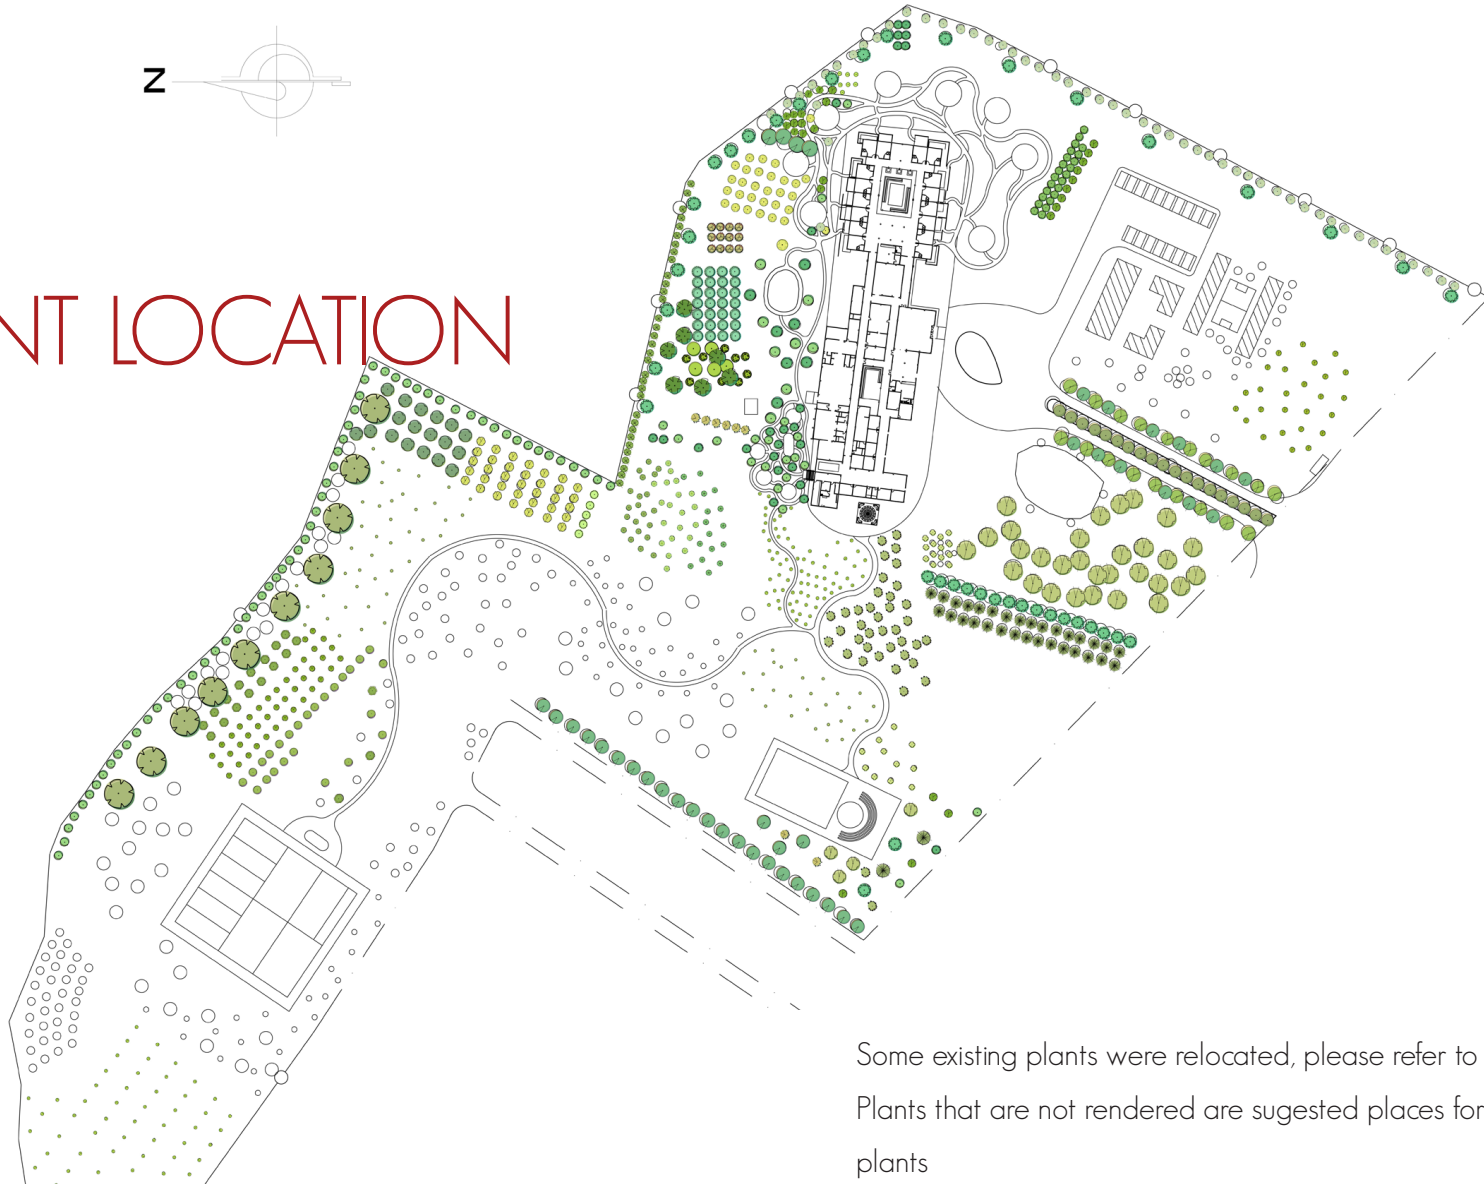 N
NT LOCATION
Some existing plants were relocated, please refer to
Plants that are not rendered are sugested places for
plants